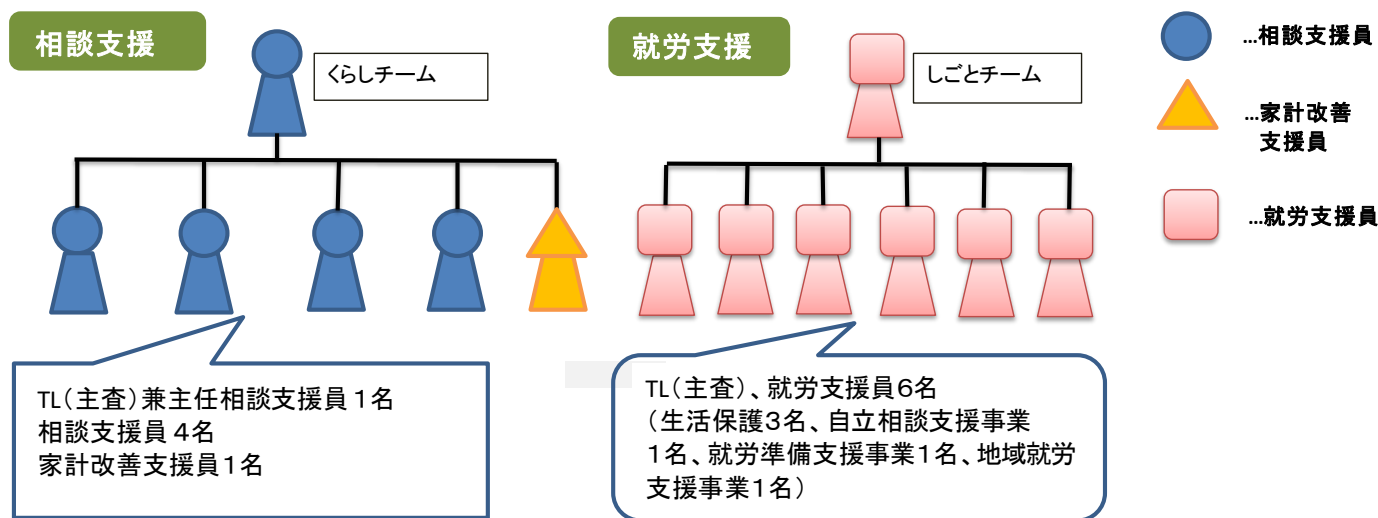 相談支援
くらしチーム
就労支援
しごとチーム
…相談支援員
…家計改善
支援員
…就労支援員
TL（主査）兼主任相談支援員１名
相談支援員４名
家計改善支援員１名
TL（主査）、就労支援員６名
（生活保護３名、自立相談支援事業
１名、就労準備支援事業１名、地域就労
支援事業１名）